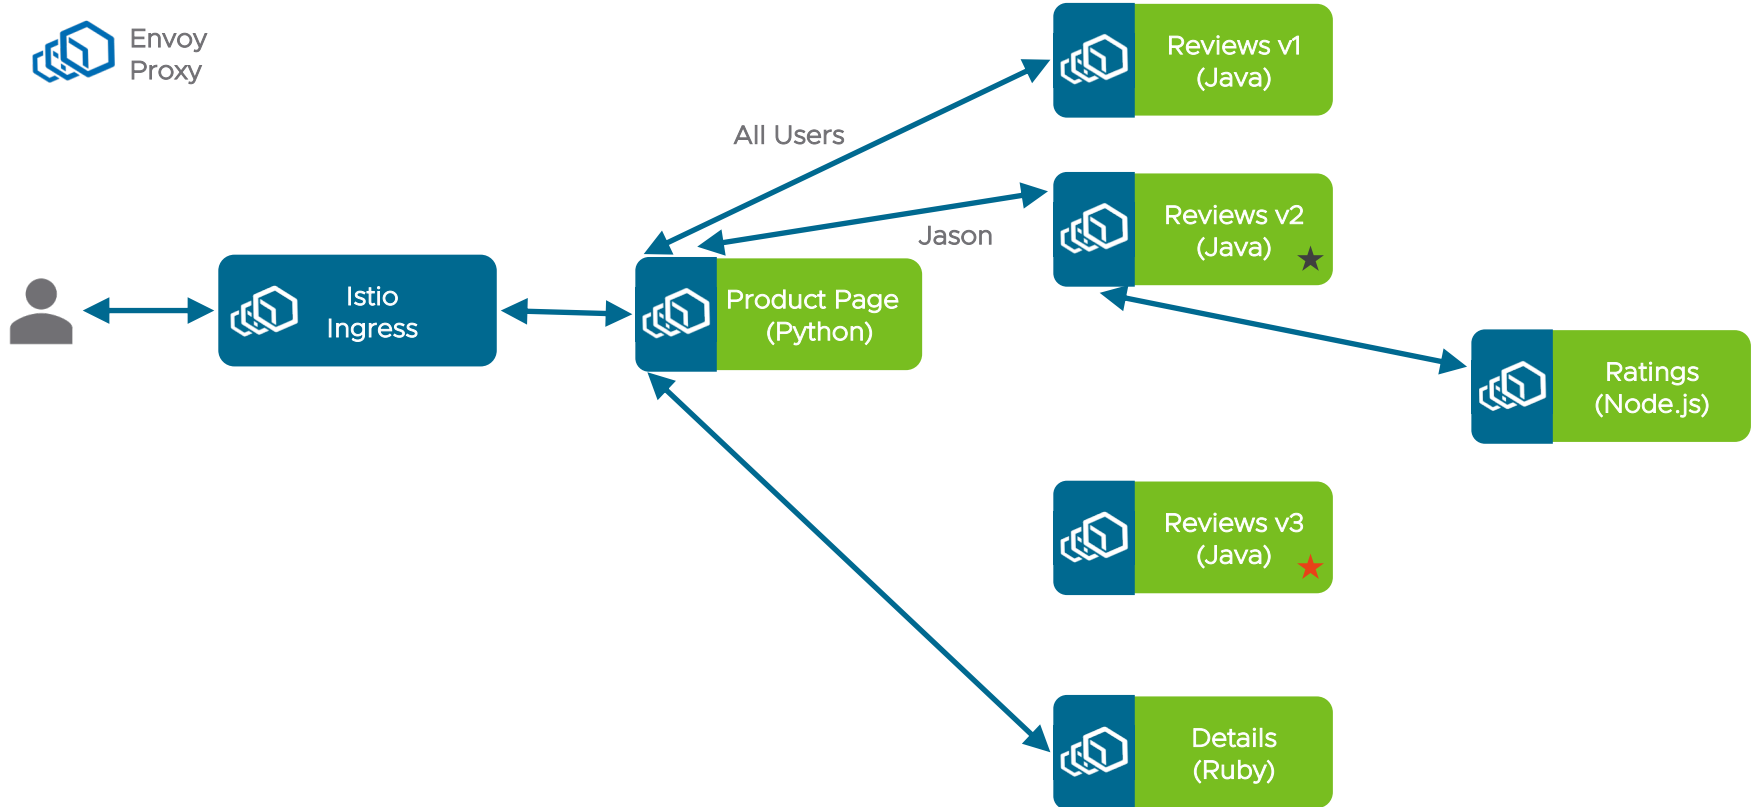 Envoy
Proxy
Reviews v1
(Java)
All Users
Reviews v2
(Java)
Jason
Istio
Ingress
Product Page
(Python)
Ratings
(Node.js)
Reviews v3
(Java)
Details
(Ruby)